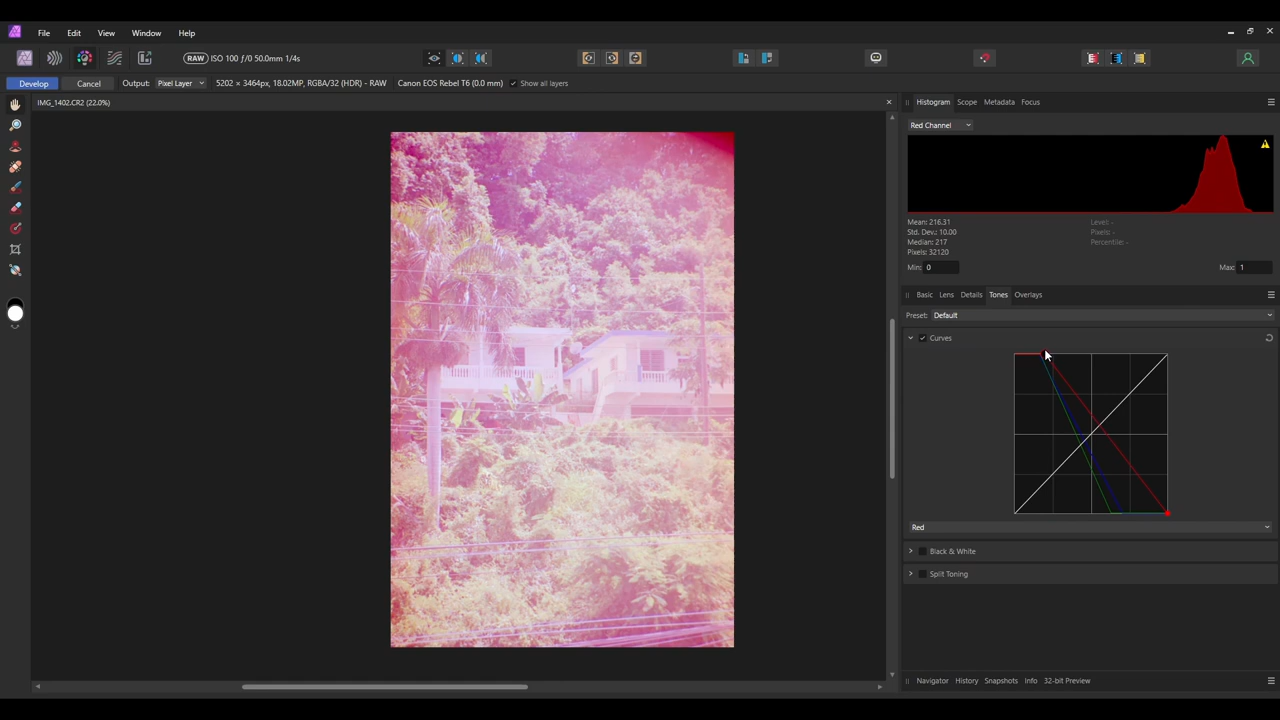 File Edit View Window Help
RAW ISO 100 ƒ/0 50.0mm 1/4s
Develop Cancel Output: Pixel Layer 5202 × 3464px, 18.02MP, RGBA/32 (HDR) - RAW Canon EOS Rebel T6 (0.0 mm) Show all layers
IMG_1402.CR2 (22.0%)
Histogram Scope Metadata Focus
Red Channel
Mean: 216.31 Level: -
Std. Dev.: 10.00 Pixels: -
Median: 217 Percentile: -
Pixels: 32120
Min: 0 Max: 1
Basic Lens Details Tones Overlays
Preset: Default
Curves
Red
Black & White
Split Toning
Navigator History Snapshots Info 32-bit Preview